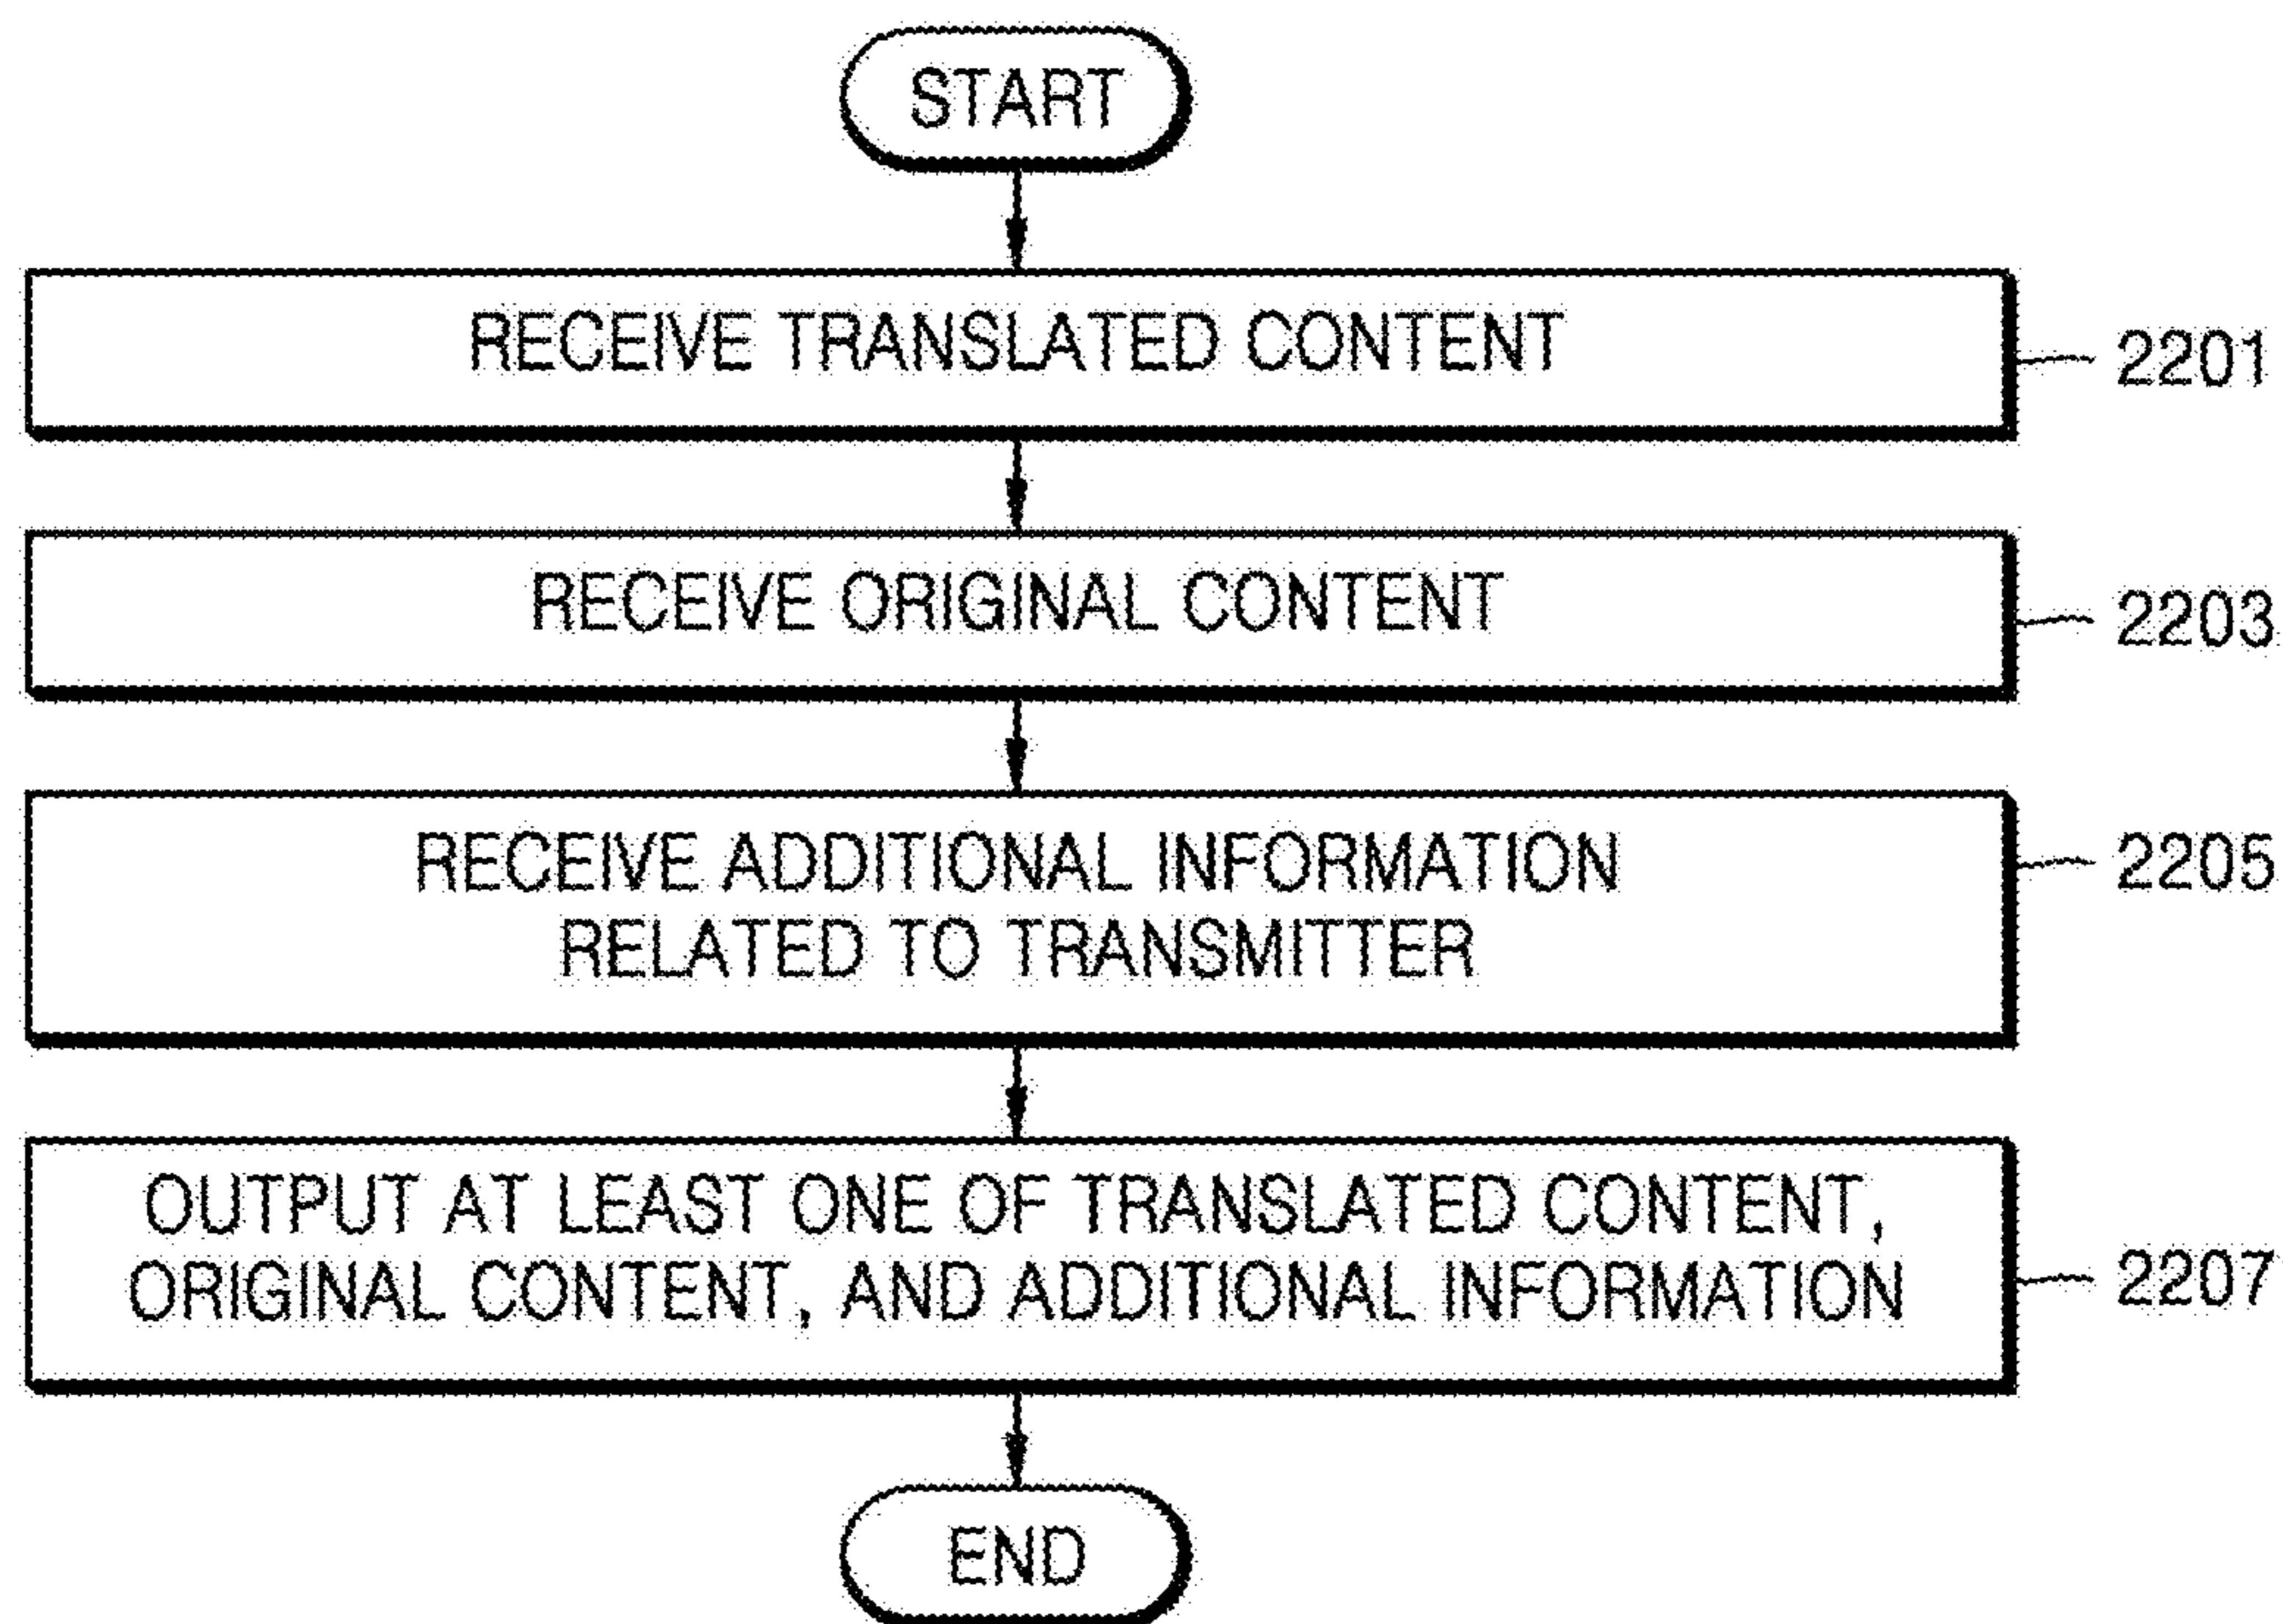 START
RECEIVE TRANSLATED CONTENT
2201
RECEIVE ORIGINAL CONTENT
2203
RECEIVE ADDITIONAL INFORMATION
RELATED TO TRANSMITTER
2205
OUTPUT AT LEAST ONE OF TRANSLATED CONTENT,
ORIGINAL CONTENT, AND ADDITIONAL INFORMATION
2207
END